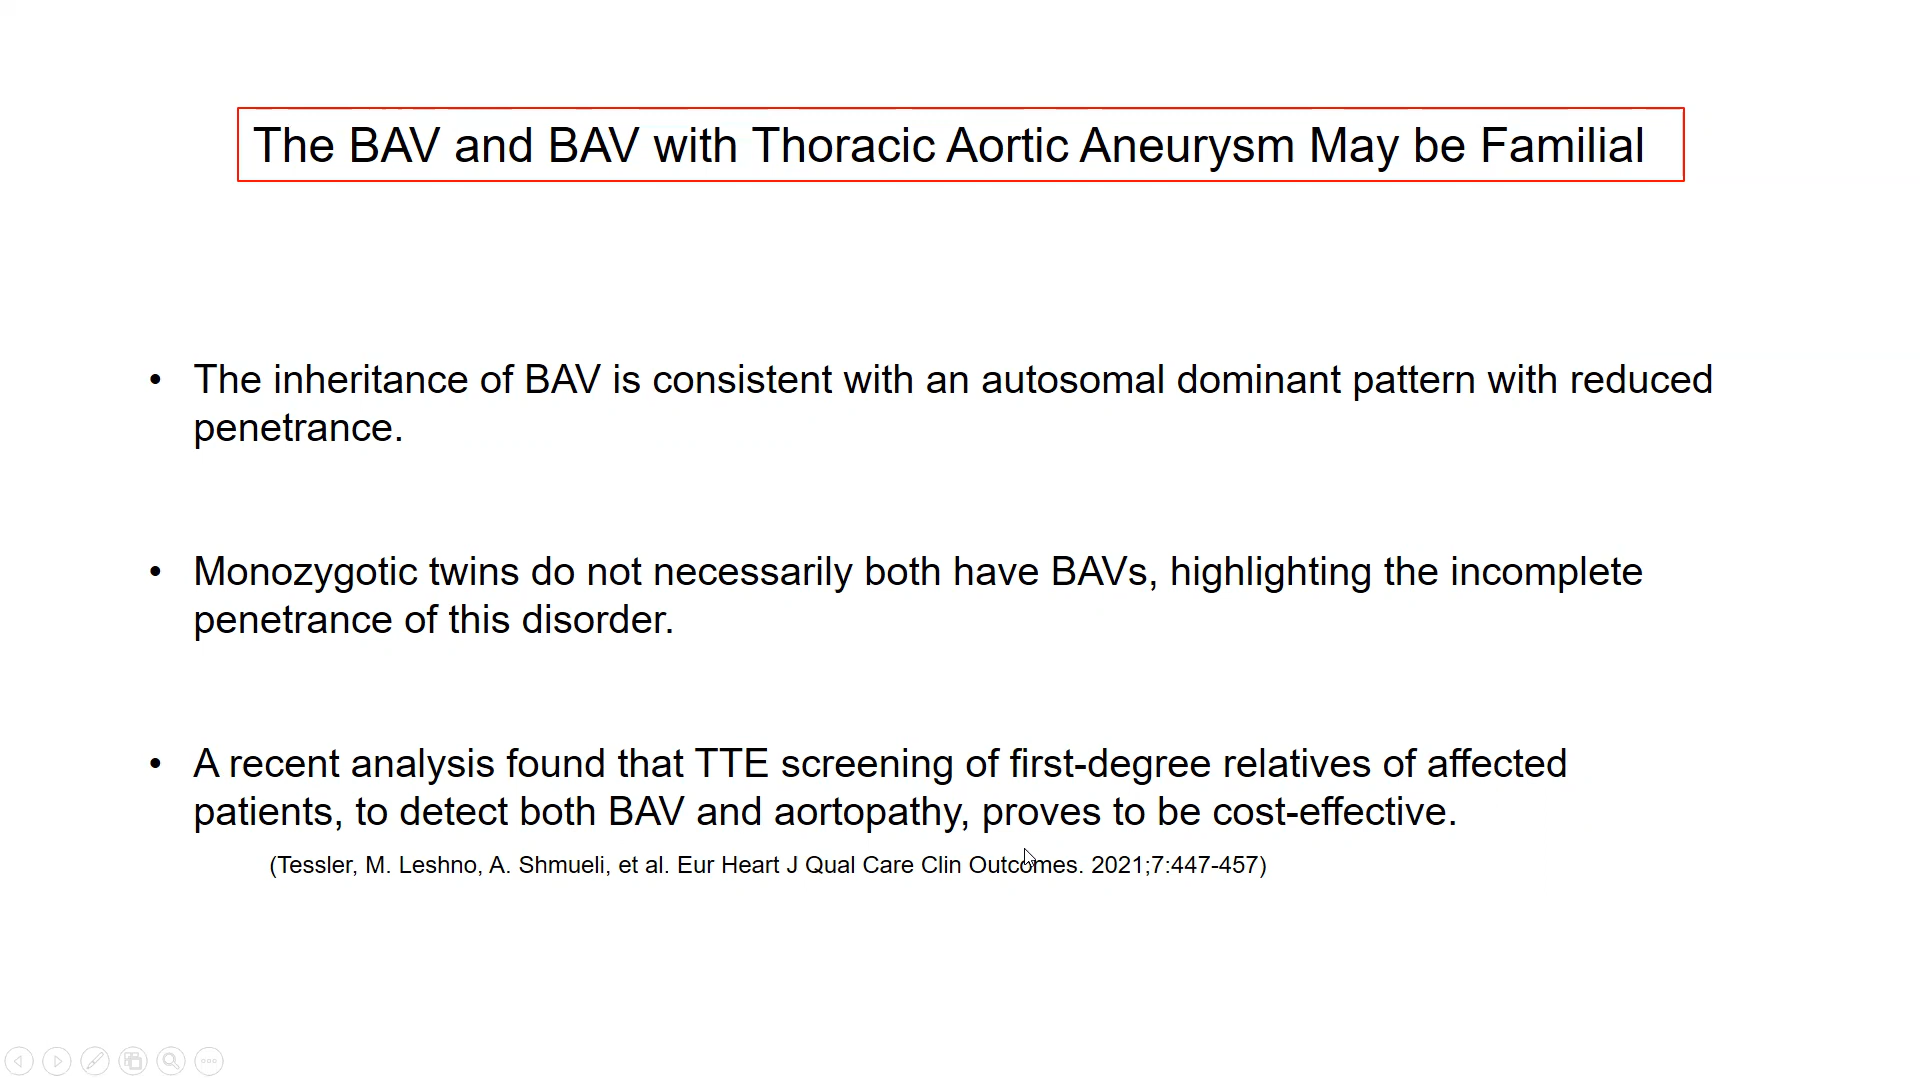 The BAV and BAV with Thoracic Aortic Aneurysm May be Familial
• The inheritance of BAV is consistent with an autosomal dominant pattern with reduced
penetrance.
• Monozygotic twins do not necessarily both have BAVs, highlighting the incomplete
penetrance of this disorder.
• A recent analysis found that TTE screening of first-degree relatives of affected
patients, to detect both BAV and aortopathy, proves to be cost-effective.
(Tessler, M. Leshno, A. Shmueli, et al. Eur Heart J Qual Care Clin Outcomes. 2021;7:447-457)